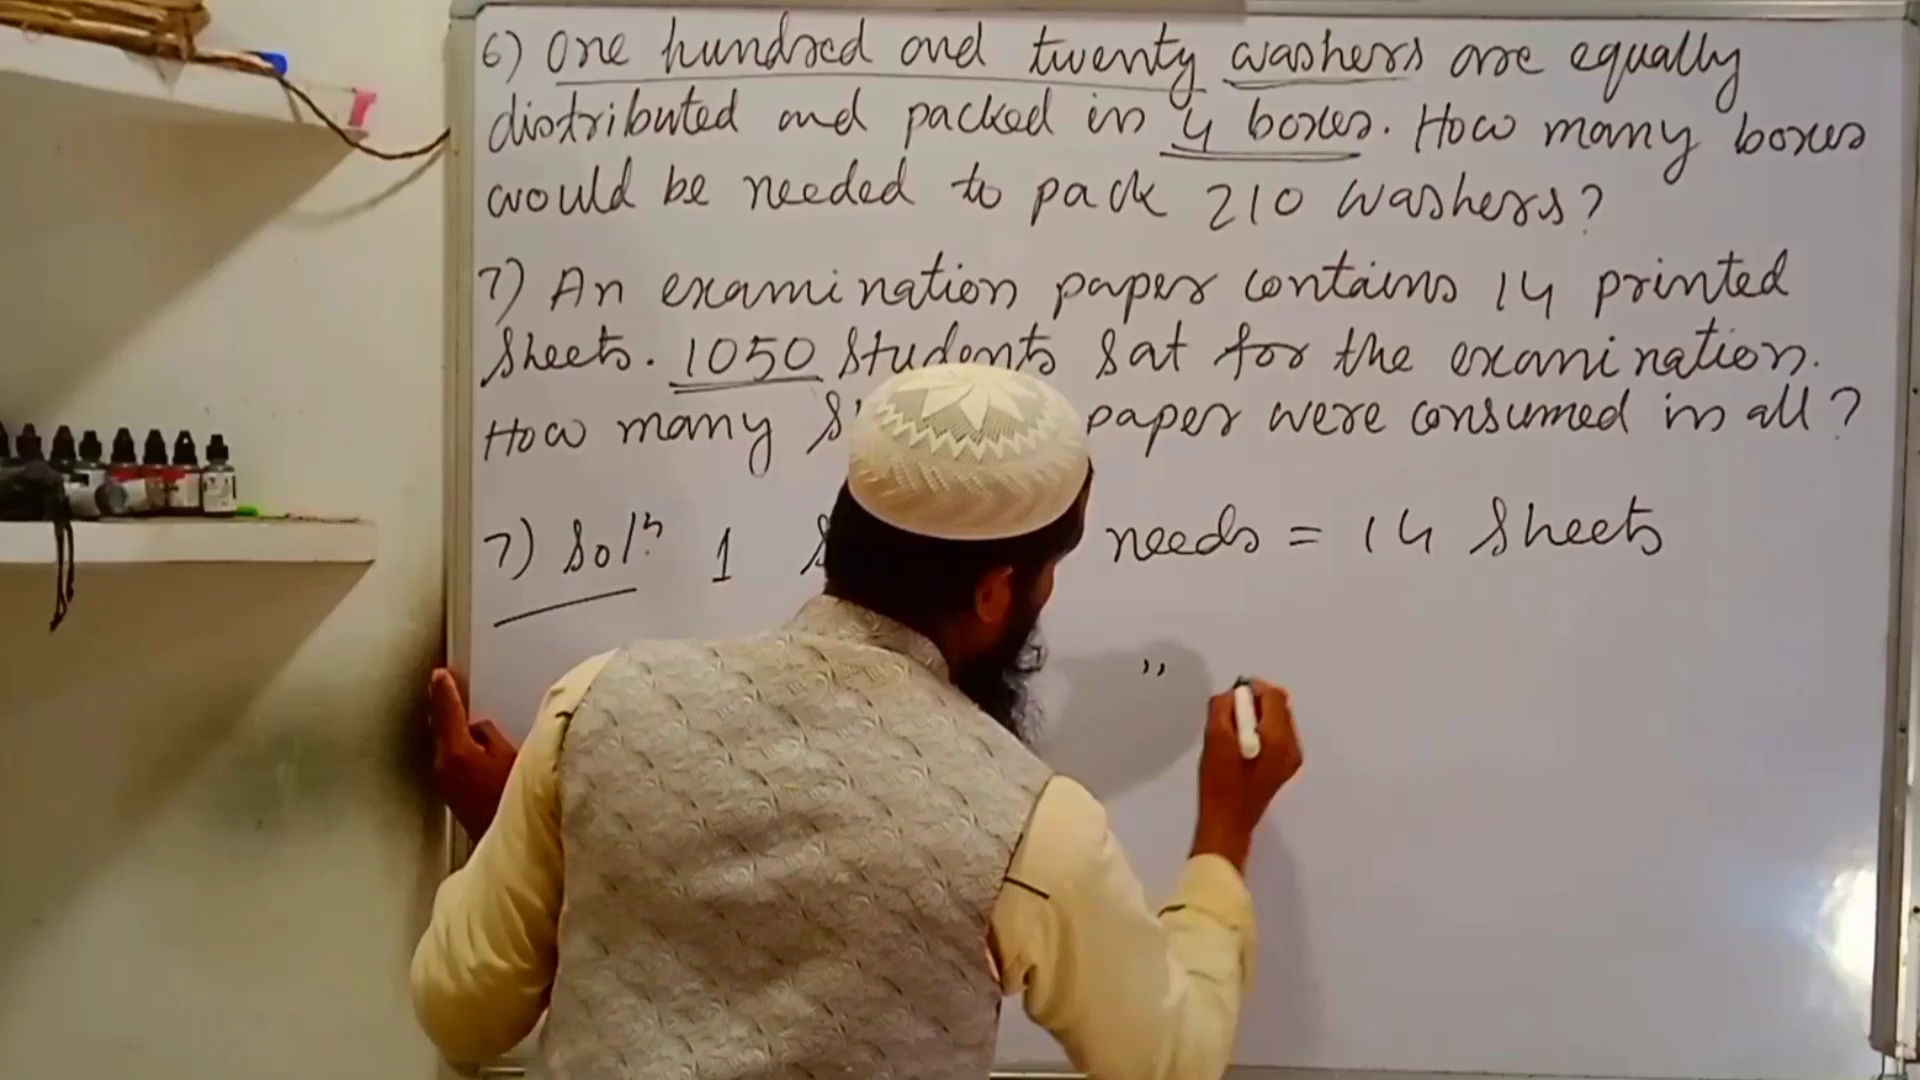 6) One hundred and twenty washers are equally
distributed and packed in 4 boxes. How many boxes
would be needed to pack 210 washers?
7) An examination paper contains 14 printed
sheets. 1050 students sat for the examination.
How many paper were consumed in all?
7) Solⁿ. 1 needs = 14 Sheets
,,